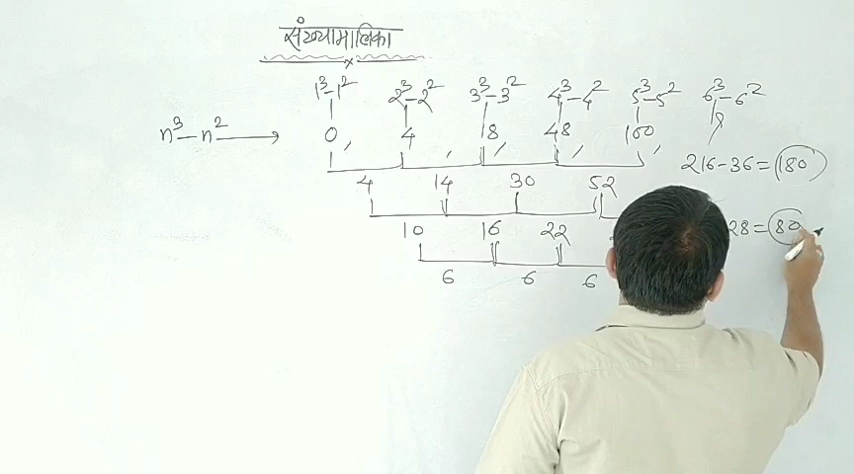 संख्यामालिका
1³-1² 2³-2² 3³-3² 4³-4² 5³-5² 6³-6²
n³-n² → 0, 4, 18, 48, 100, ?
216-36=180
4 14 30 52
10 16 22 28=80
6 6 6